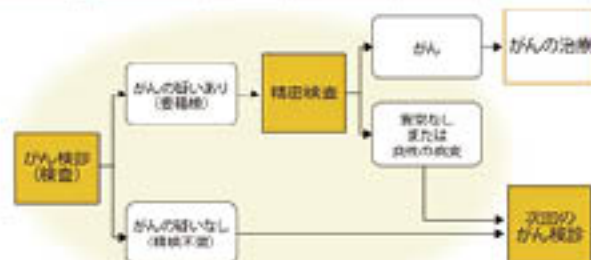 がん検診
(検査)
がんの疑いあり
(要精検)
がんの疑いなし
(精検不要)
精密検査
がん
異常なし
または
良性の病変
がんの治療
次回の
がん検診